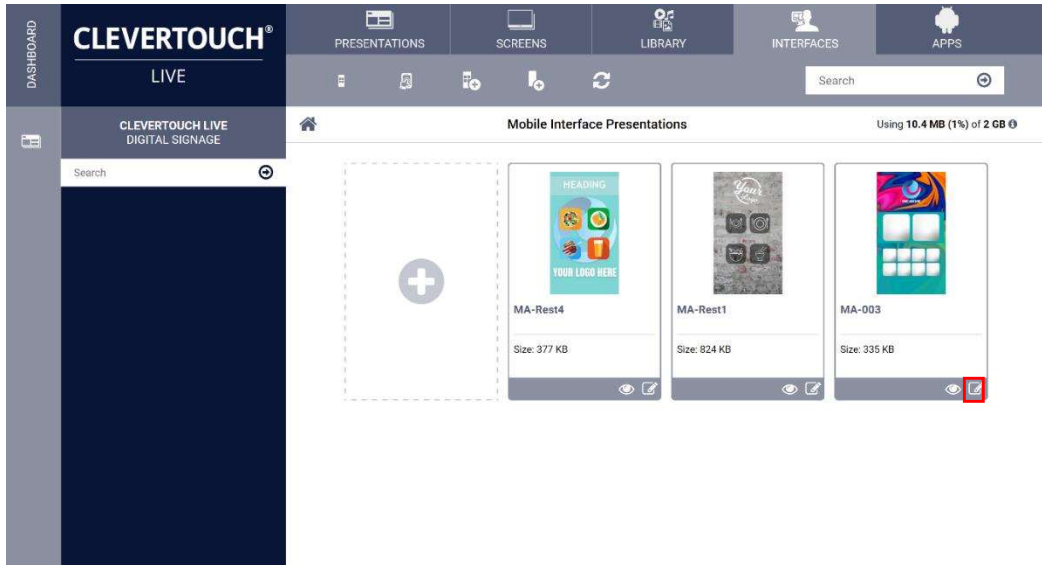 DASHBOARD
CLEVERTOUCH®
LIVE
PRESENTATIONS
SCREENS
LIBRARY
INTERFACES
APPS
Search
CLEVERTOUCH LIVE
DIGITAL SIGNAGE
Search
Mobile Interface Presentations
Using 10.4 MB (1%) of 2 GB
HEADING
YOUR LOGO HERE
MA-Rest4
Size: 377 KB
Your
Logo
MA-Rest1
Size: 824 KB
MA-003
Size: 335 KB